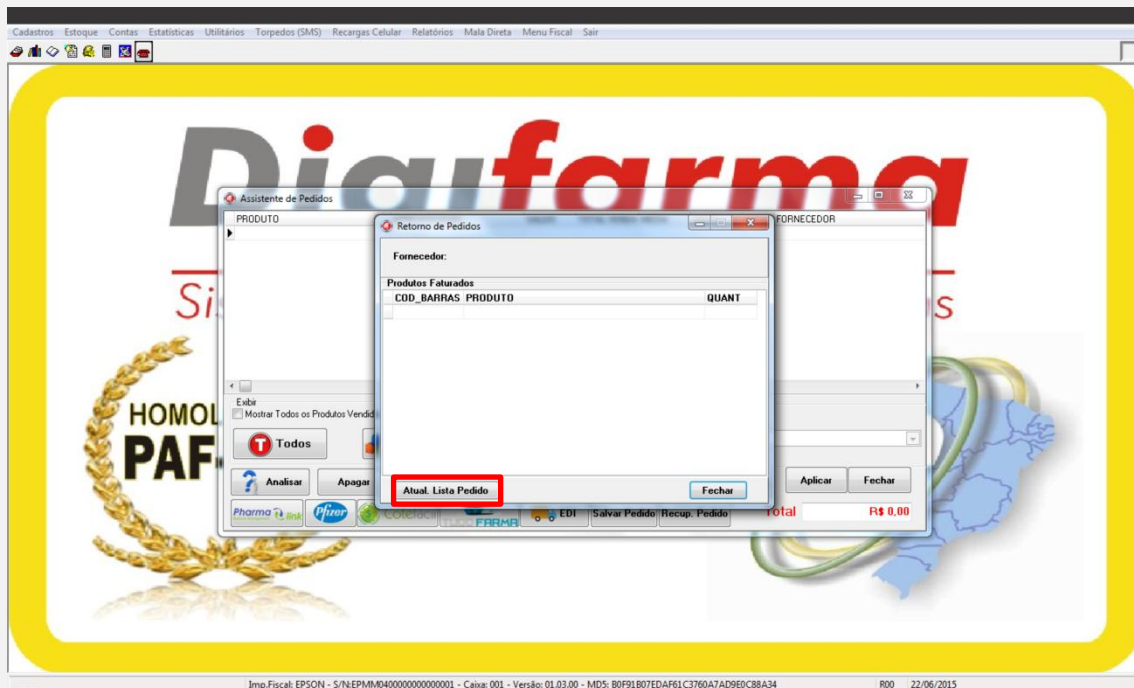 Cadastros Estoque Contas Estatísticas Utilitários Torpedos (SMS) Recargas Celular Relatórios Mala Direta Menu Fiscal Sair
Digifarma
Assistente de Pedidos
PRODUTO
FORNECEDOR
Retorno de Pedidos
Fornecedor:
Produtos Faturados
COD_BARRAS PRODUTO QUANT
HOMOL
PAF
Exibir
Mostrar Todos os Produtos Vendid
Todos
Analisar Apagar
Aplicar Fechar
Atual. Lista Pedido Fechar
Pharma link Pfizer Cotefácil FARMA EDI Salvar Pedido Recup. Pedido
Total R$ 0,00
Imp.Fiscal: EPSON - S/N:EPMM0400000000000001 - Caixa: 001 - Versão: 01.03.00 - MD5: B0F91B07EDAF61C3760A7AD9E0C88A34 R00 22/06/2015